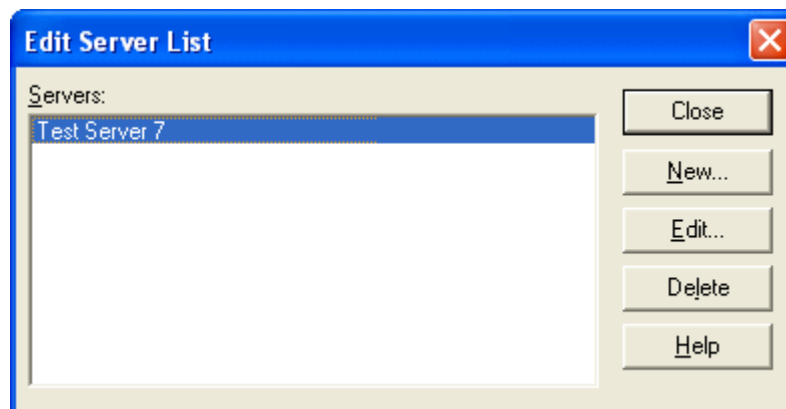 Edit Server List
Servers:
Test Server 7
Close
New...
Edit...
Delete
Help